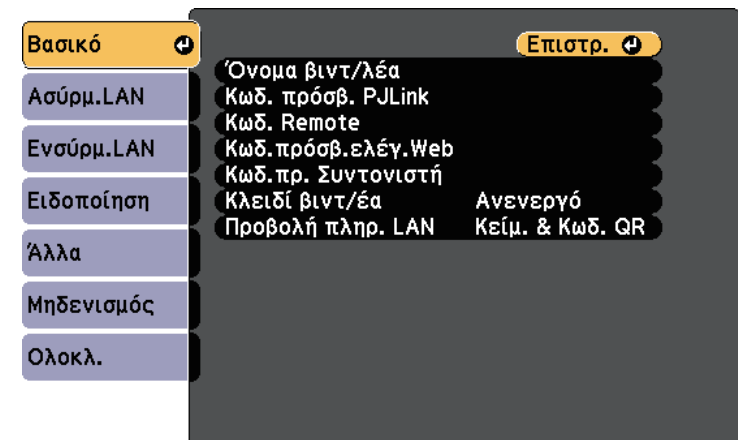 Βασικό
Ασύρμ.LAN
Ενσύρμ.LAN
Ειδοποίηση
Άλλα
Μηδενισμός
Ολοκλ.
Επιστρ.
Όνομα βιντ/λέα
Κωδ. πρόσβ. PJLink
Κωδ. Remote
Κωδ.πρόσβ.ελέγ.Web
Κωδ.πρ. Συντονιστή
Κλειδί βιντ/έα Ανενεργό
Προβολή πληρ. LAN Κείμ. & Κωδ. QR